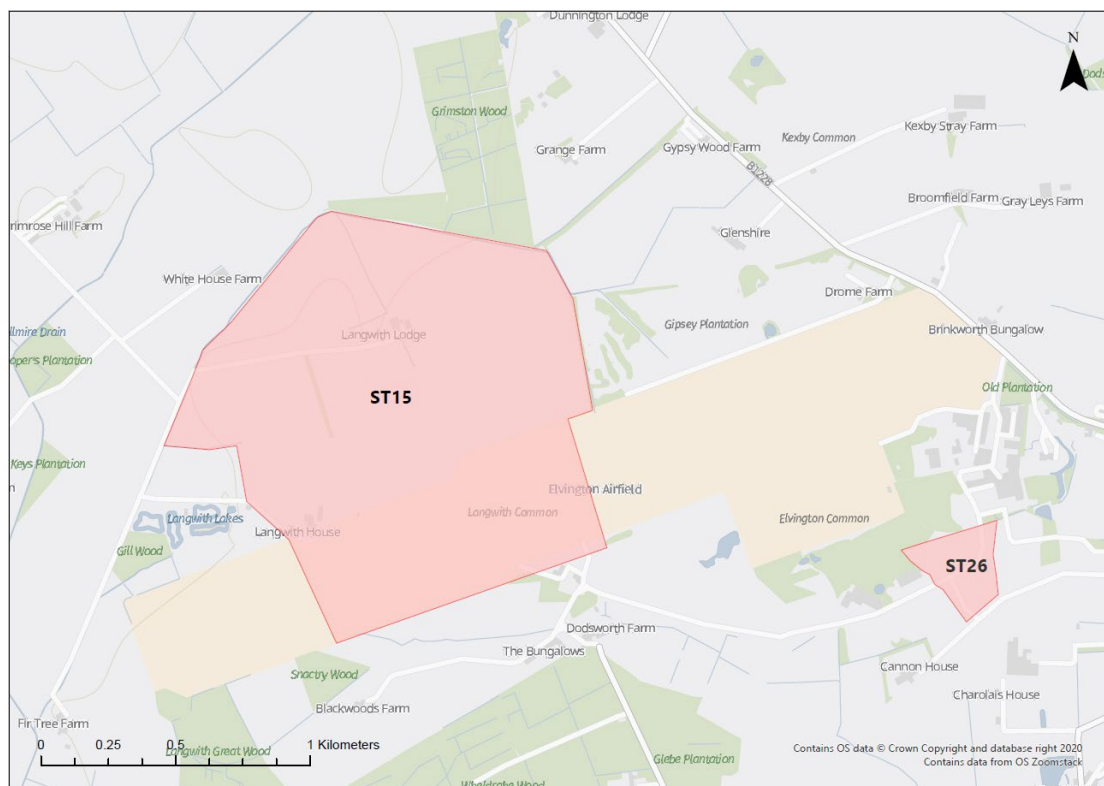 Dunnington Lodge
N
Dods
Grimston Wood
Kexby Stray Farm
Kexby Common
Grange Farm
Gypsy Wood Farm
B1228
Broomfield Farm
Gray Leys Farm
rimrose Hill Farm
Glenshire
White House Farm
Drome Farm
Gipsey Plantation
llmire Drain
Langwith Lodge
Brinkworth Bungalow
oper's Plantation
Old Plantation
ST15
S
Keys Plantation
n
Elvington Airfield
Langwith Lakes
Langwith Common
Elvington Common
Langwith House
Gill Wood
ST26
Dodsworth Farm
The Bungalows
Cannon House
Snactry Wood
Charolais House
Blackwoods Farm
Fir Tree Farm
Langwith Great Wood
0 0.25 0.5 1 Kilometers
Glebe Plantation
Wheldrake Wood
Contains OS data © Crown Copyright and database right 2020
Contains data from OS Zoomstack